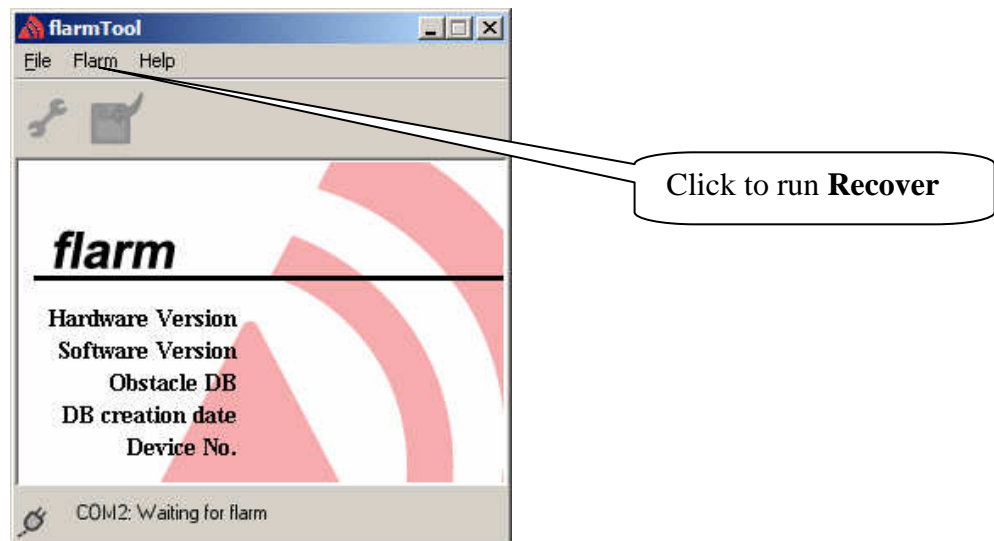 flarmTool
File Flarm Help
Click to run Recover
flarm
Hardware Version
Software Version
Obstacle DB
DB creation date
Device No.
COM2: Waiting for flarm